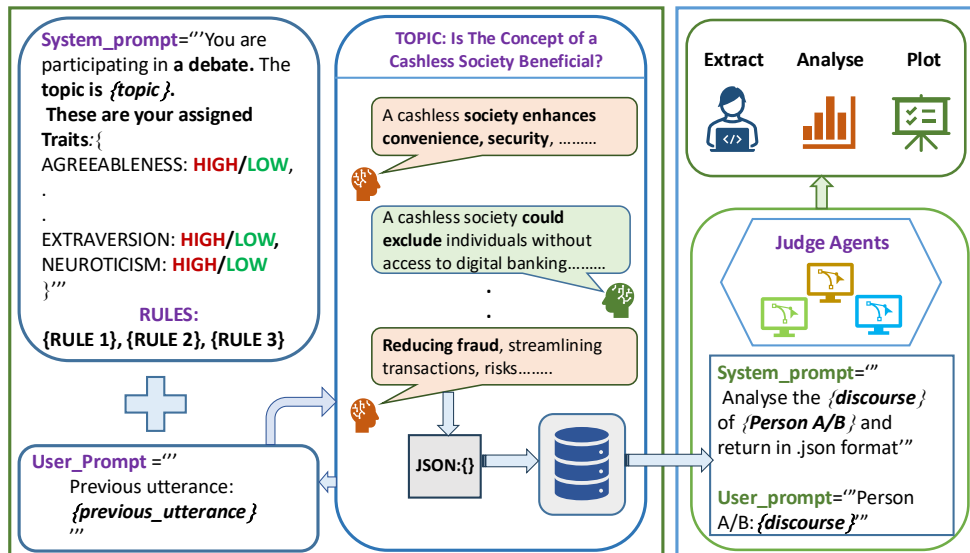 System_prompt="'You are
participating in a debate. The
topic is {topic}.
These are your assigned
Traits:{
AGREEABLENESS: HIGH/LOW,
.
.
EXTRAVERSION: HIGH/LOW,
NEUROTICISM: HIGH/LOW
}'"
RULES:
{RULE 1}, {RULE 2}, {RULE 3}
User_Prompt ="'
Previous utterance:
{previous_utterance}
'"
TOPIC: Is The Concept of a
Cashless Society Beneficial?
A cashless society enhances
convenience, security, ………
A cashless society could
exclude individuals without
access to digital banking………
.
.
Reducing fraud, streamlining
transactions, risks……..
JSON:{}
Extract
Analyse
Plot
Judge Agents
System_prompt="'
Analyse the {discourse}
of {Person A/B} and
return in .json format'"
User_prompt="'Person
A/B: {discourse}'"